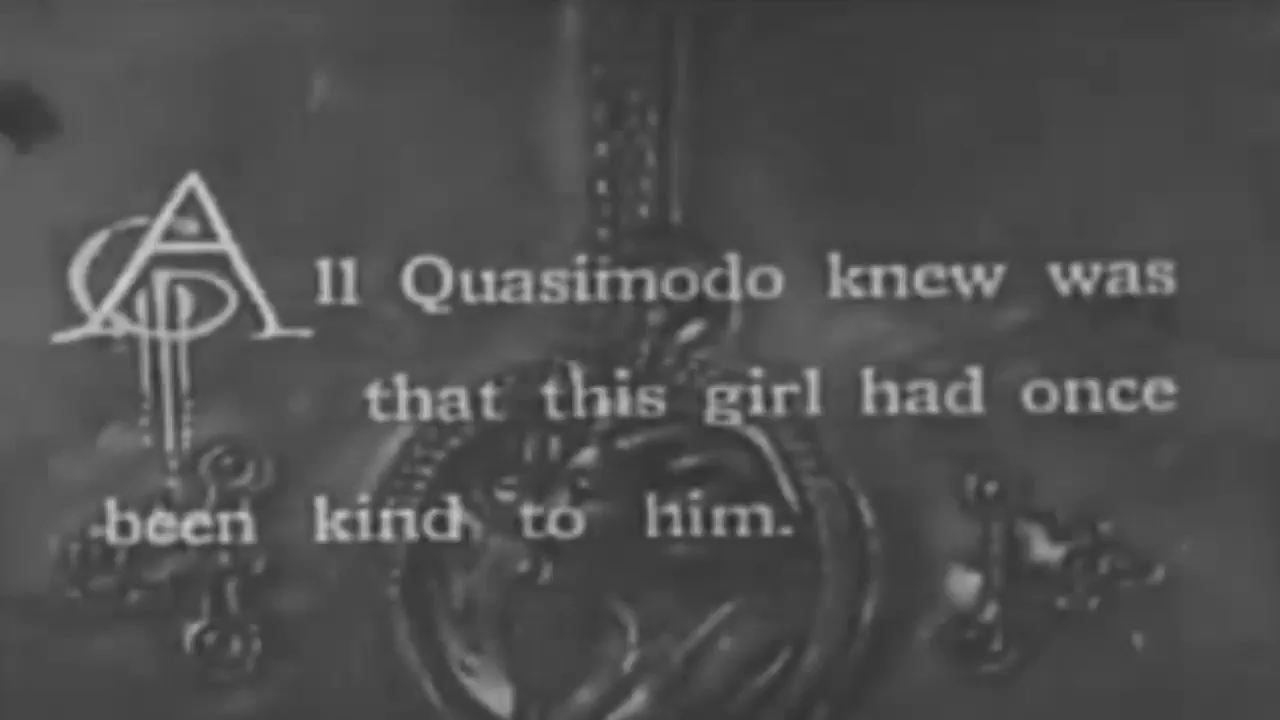 All Quasimodo knew was
that this girl had once
been kind to him.